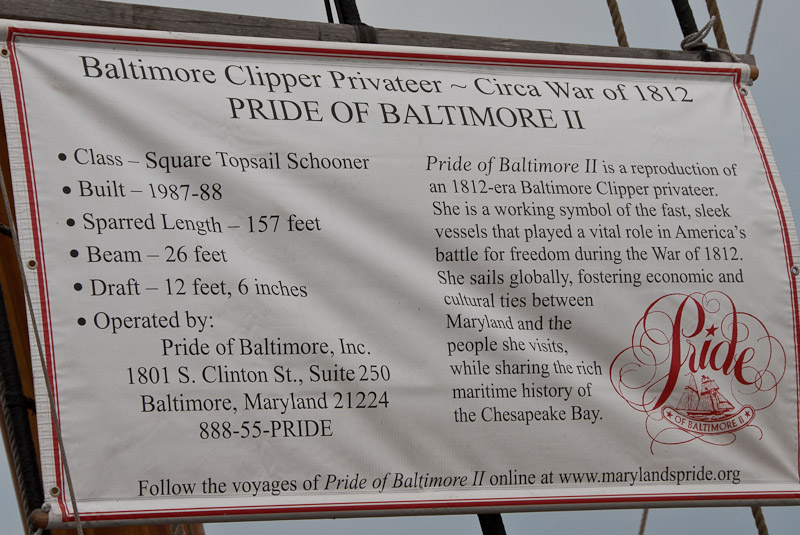 Baltimore Clipper Privateer ~ Circa War of 1812
PRIDE OF BALTIMORE II
• Class – Square Topsail Schooner
• Built – 1987-88
• Sparred Length – 157 feet
• Beam – 26 feet
• Draft – 12 feet, 6 inches
• Operated by:
Pride of Baltimore, Inc.
1801 S. Clinton St., Suite 250
Baltimore, Maryland 21224
888-55-PRIDE
Pride of Baltimore II is a reproduction of
an 1812-era Baltimore Clipper privateer.
She is a working symbol of the fast, sleek
vessels that played a vital role in America's
battle for freedom during the War of 1812.
She sails globally, fostering economic and
cultural ties between
Maryland and the
people she visits,
while sharing the rich
maritime history of
the Chesapeake Bay.
Pride
OF BALTIMORE II
Follow the voyages of Pride of Baltimore II online at www.marylandspride.org